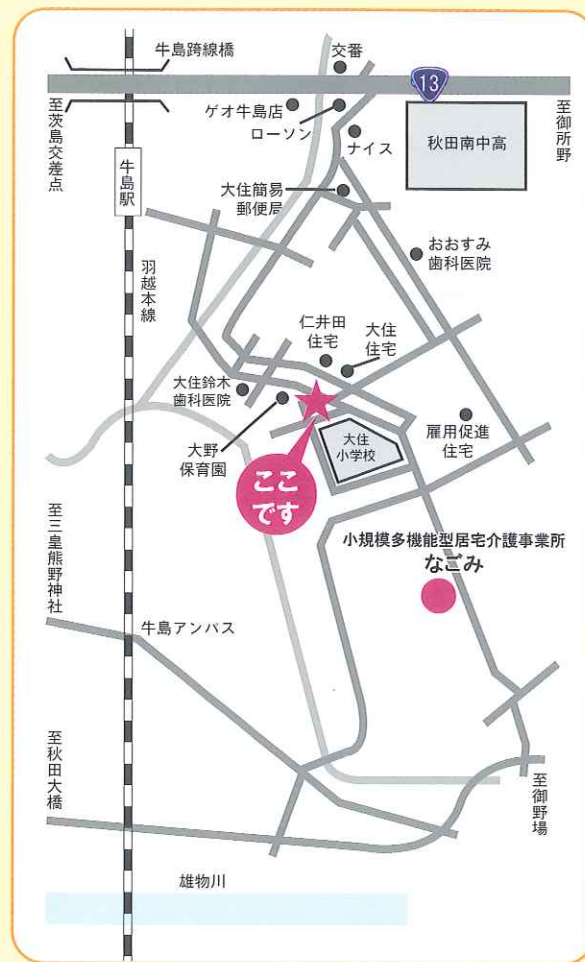 牛島跨線橋
交番
13
至茨島交差点
牛島駅
ゲオ牛島店
ローソン
ナイス
秋田南中高
至御所野
大住簡易
郵便局
おおすみ
歯科医院
羽越本線
仁井田
住宅
大住
住宅
大住鈴木
歯科医院
大野
保育園
大住
小学校
雇用促進
住宅
ここ
です
小規模多機能型居宅介護事業所
なごみ
至三皇熊野神社
牛島アンパス
至秋田大橋
至御野場
雄物川